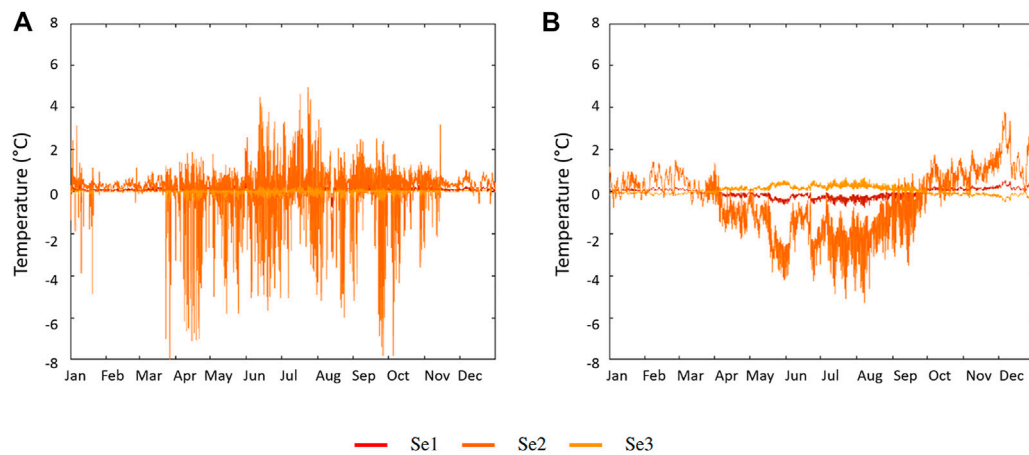 A
B
Temperature (°C)
8
6
4
2
0
-2
-4
-6
-8
Jan Feb Mar Apr May Jun Jul Aug Sep Oct Nov Dec
Temperature (°C)
8
6
4
2
0
-2
-4
-6
-8
Jan Feb Mar Apr May Jun Jul Aug Sep Oct Nov Dec
Se1 Se2 Se3